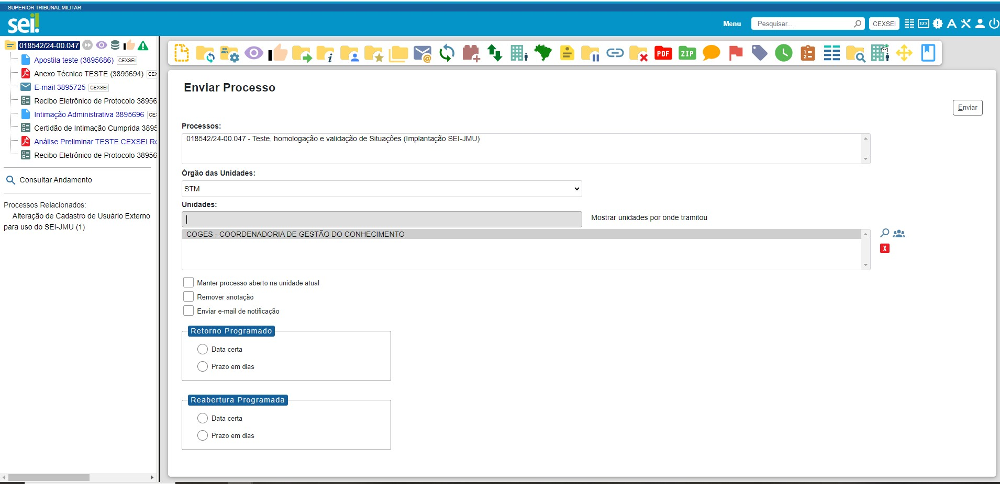 SUPERIOR TRIBUNAL MILITAR
sei!
Menu
Pesquisar...
CEXSEI
123
018542/24-00.047
Apostila teste (3895686) CEXSEI
Anexo Técnico TESTE (3895694) CEX
E-mail 3895725 CEXSEI
Recibo Eletrônico de Protocolo 38956
Intimação Administrativa 3895696 CEX
Certidão de Intimação Cumprida 3895
Análise Preliminar TESTE CEXSEI Re
Recibo Eletrônico de Protocolo 38956
Consultar Andamento
Processos Relacionados:
Alteração de Cadastro de Usuário Externo
para uso do SEI-JMU (1)
PDF
ZIP
Enviar Processo
Enviar
Processos:
018542/24-00.047 - Teste, homologação e validação de Situações (Implantação SEI-JMU)
Órgão das Unidades:
STM
Unidades:
Mostrar unidades por onde tramitou
COGES - COORDENADORIA DE GESTÃO DO CONHECIMENTO
X
Manter processo aberto na unidade atual
Remover anotação
Enviar e-mail de notificação
Retorno Programado
Data certa
Prazo em dias
Reabertura Programada
Data certa
Prazo em dias